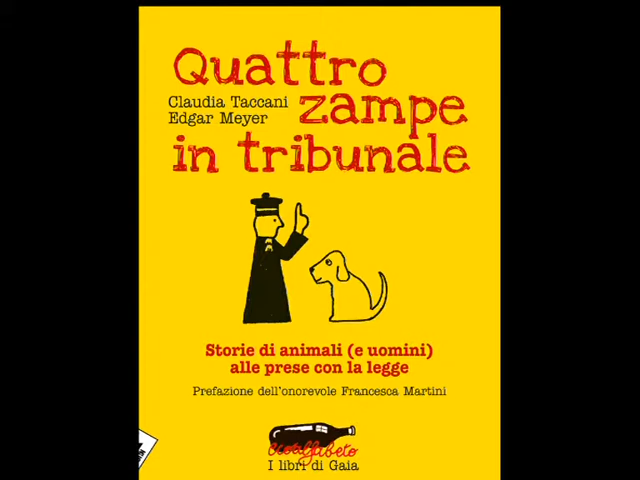 Quattro
Claudia Taccani
Edgar Meyer
zampe
in tribunale
Storie di animali (e uomini)
alle prese con la legge
Prefazione dell'onorevole Francesca Martini
I libri di Gaia